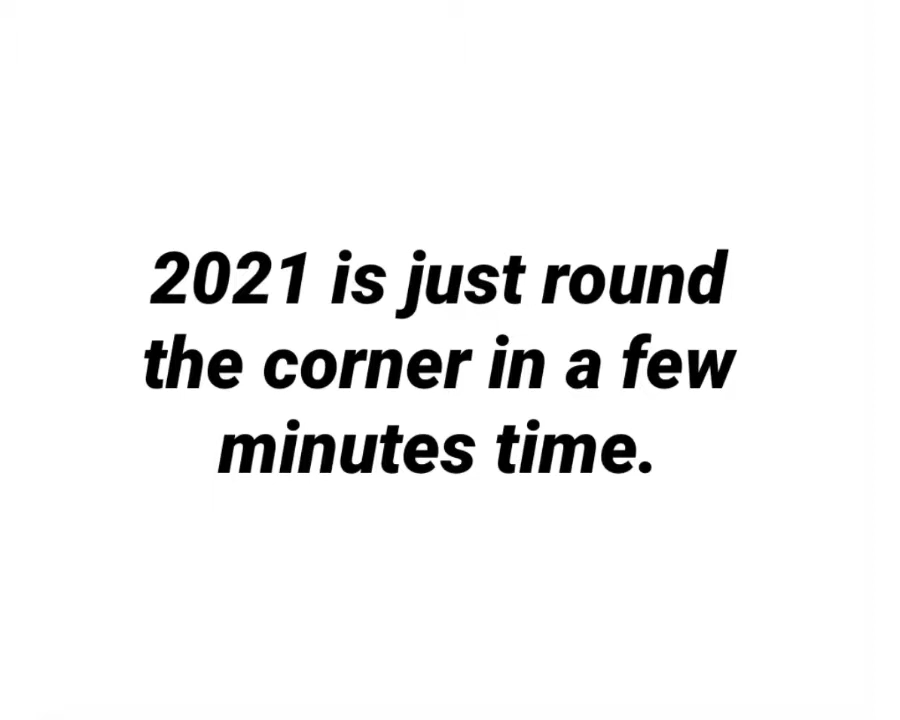 2021 is just round
the corner in a few
minutes time.